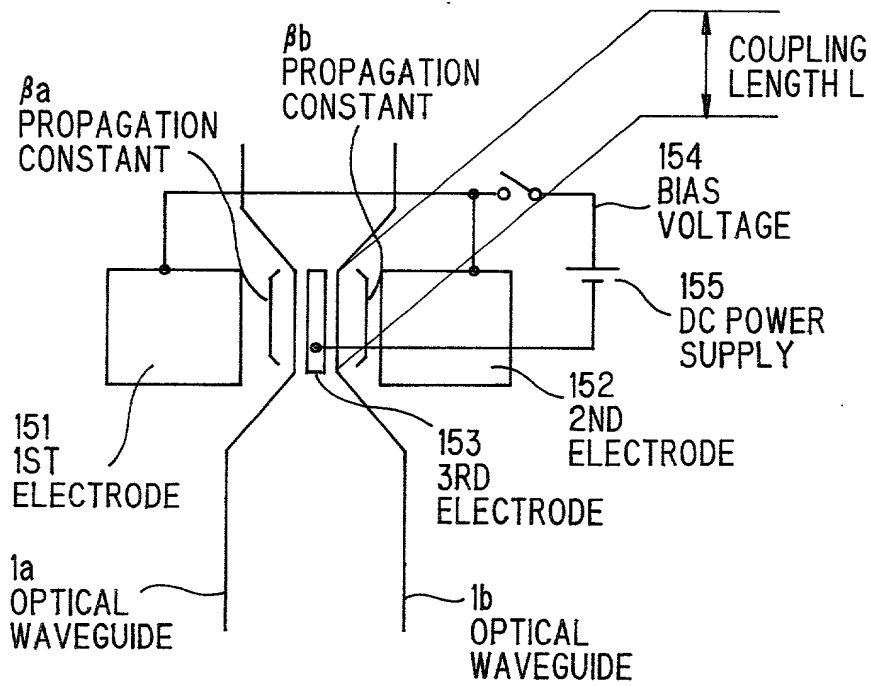 βa
PROPAGATION
CONSTANT
βb
PROPAGATION
CONSTANT
COUPLING
LENGTH L
154
BIAS
VOLTAGE
155
DC POWER
SUPPLY
151
1ST
ELECTRODE
153
3RD
ELECTRODE
152
2ND
ELECTRODE
1a
OPTICAL
WAVEGUIDE
1b
OPTICAL
WAVEGUIDE